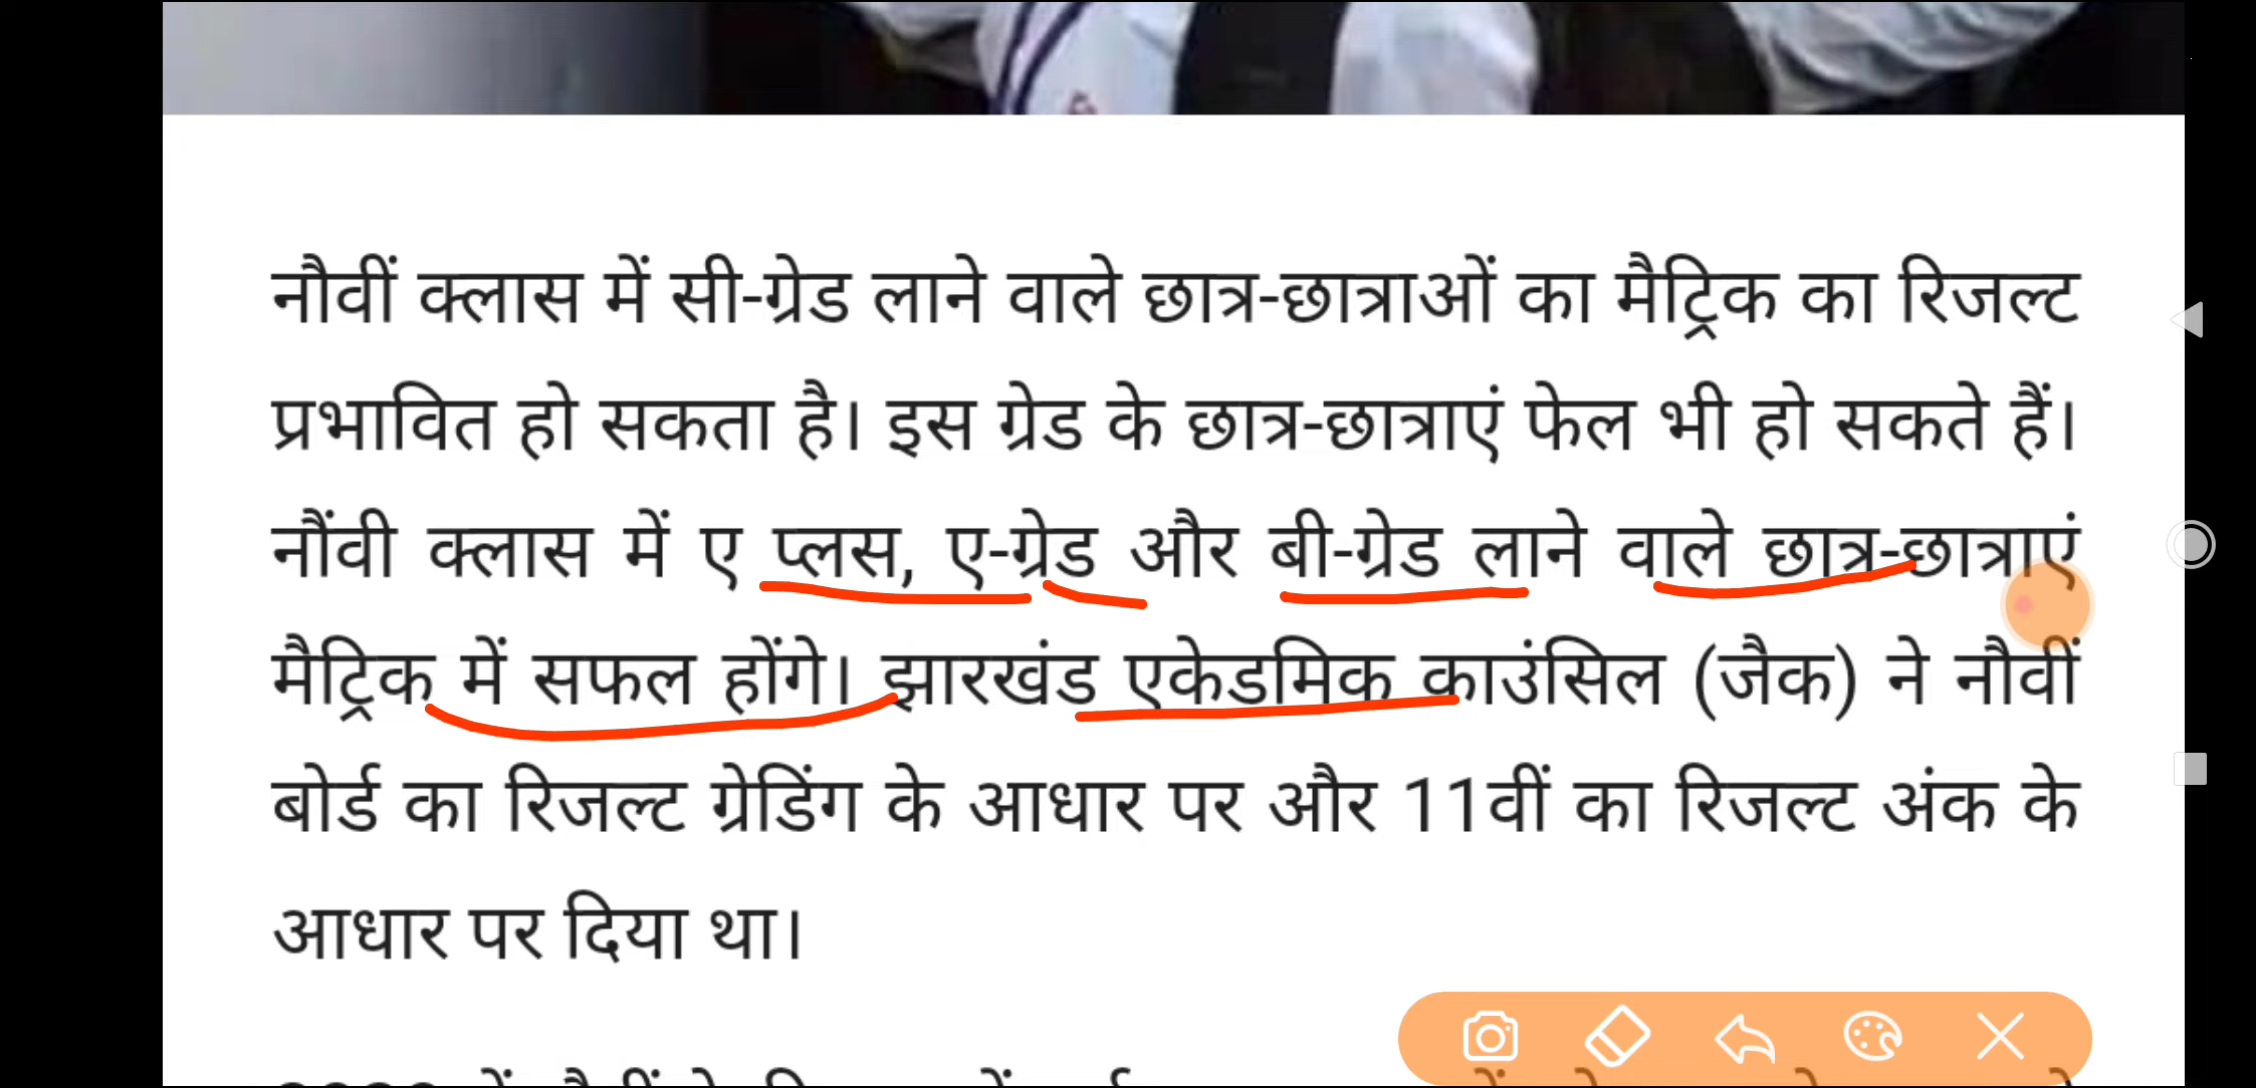 नौवीं क्लास में सी-ग्रेड लाने वाले छात्र-छात्राओं का मैट्रिक का रिजल्ट
प्रभावित हो सकता है। इस ग्रेड के छात्र-छात्राएं फेल भी हो सकते हैं।
नौंवी क्लास में ए प्लस, ए-ग्रेड और बी-ग्रेड लाने वाले छात्र-छात्राएं
मैट्रिक में सफल होंगे। झारखंड एकेडमिक काउंसिल (जैक) ने नौवीं
बोर्ड का रिजल्ट ग्रेडिंग के आधार पर और 11वीं का रिजल्ट अंक के
आधार पर दिया था।